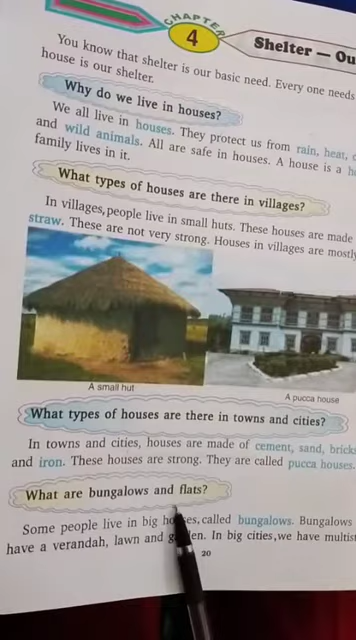 CHAPTER
4
Shelter – Ou
You know that shelter is our basic need. Every one needs
house is our shelter.
Why do we live in houses?
We all live in houses. They protect us from rain, heat,
and wild animals. All are safe in houses. A house is a
family lives in it.
What types of houses are there in villages?
In villages, people live in small huts. These houses are made
straw. These are not very strong. Houses in villages are mostly
A small hut
A pucca house
What types of houses are there in towns and cities?
In towns and cities, houses are made of cement, sand, brick
and iron. These houses are strong. They are called pucca houses.
What are bungalows and flats?
Some people live in big houses, called bungalows. Bungalows
have a verandah, lawn and garden. In big cities, we have multist
20